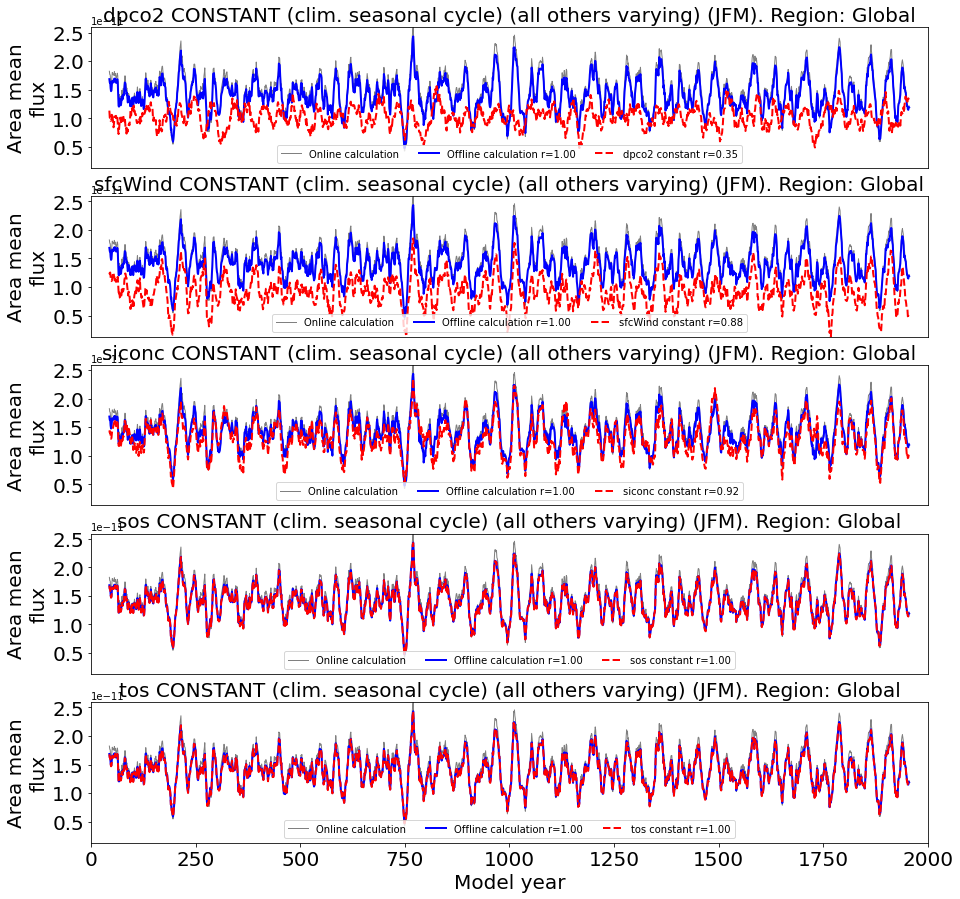 dpco2 CONSTANT (clim. seasonal cycle) (all others varying) (JFM). Region: Global
1e−11
2.5
2.0
1.5
1.0
0.5
Area mean
flux
Online calculation
Offline calculation r=1.00
dpco2 constant r=0.35
sfcWind CONSTANT (clim. seasonal cycle) (all others varying) (JFM). Region: Global
1e−11
2.5
2.0
1.5
1.0
0.5
Area mean
flux
Online calculation
Offline calculation r=1.00
sfcWind constant r=0.88
siconc CONSTANT (clim. seasonal cycle) (all others varying) (JFM). Region: Global
1e−11
2.5
2.0
1.5
1.0
0.5
Area mean
flux
Online calculation
Offline calculation r=1.00
siconc constant r=0.92
sos CONSTANT (clim. seasonal cycle) (all others varying) (JFM). Region: Global
1e−11
2.5
2.0
1.5
1.0
0.5
Area mean
flux
Online calculation
Offline calculation r=1.00
sos constant r=1.00
tos CONSTANT (clim. seasonal cycle) (all others varying) (JFM). Region: Global
1e−11
2.5
2.0
1.5
1.0
0.5
Area mean
flux
Online calculation
Offline calculation r=1.00
tos constant r=1.00
0 250 500 750 1000 1250 1500 1750 2000
Model year